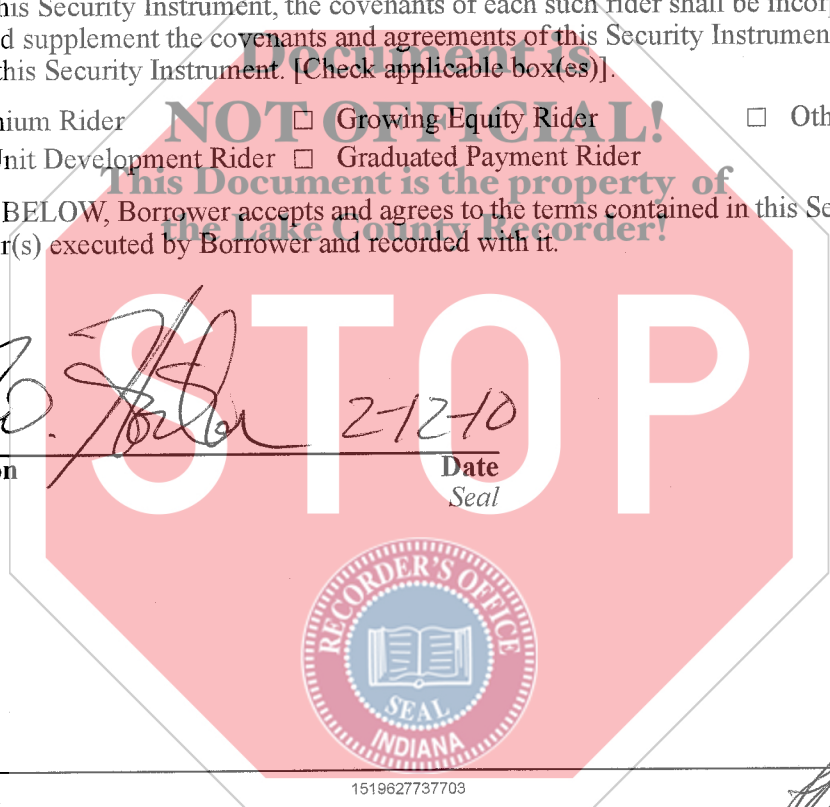 his Security Instrument, the covenants of each such rider shall be incor
d supplement the covenants and agreements of this Security Instrumen
this Security Instrument. [Check applicable box(es)].
Document is
NOT OFFICIAL!
This Document is the property of
the Lake County Recorder!
nium Rider □ Growing Equity Rider □ Oth
Unit Development Rider □ Graduated Payment Rider
BELOW, Borrower accepts and agrees to the terms contained in this Se
r(s) executed by Borrower and recorded with it.
STOP
2-12-10
on Date
Seal
RECORDER'S OFFICE
SEAL
INDIANA
1519627737703